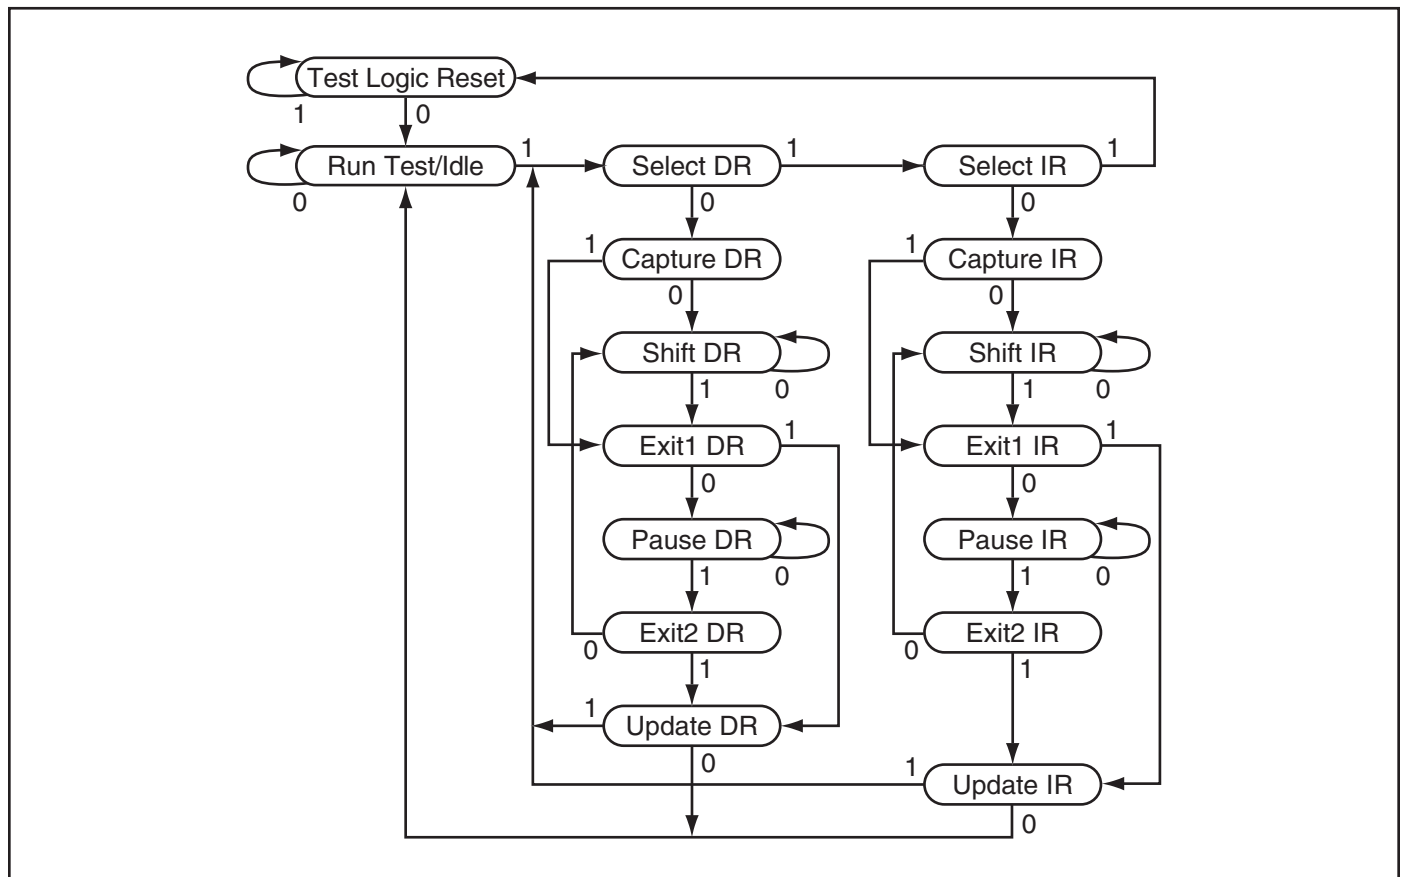 Test Logic Reset
1 0
Run Test/Idle 1 Select DR 1 Select IR 1
0 0 0
1 Capture DR 1 Capture IR
0 0
Shift DR Shift IR
1 0 1 0
Exit1 DR 1 Exit1 IR 1
0 0
Pause DR Pause IR
1 0 1 0
Exit2 DR Exit2 IR
0 1 0 1
1 Update DR
0 1 Update IR
0